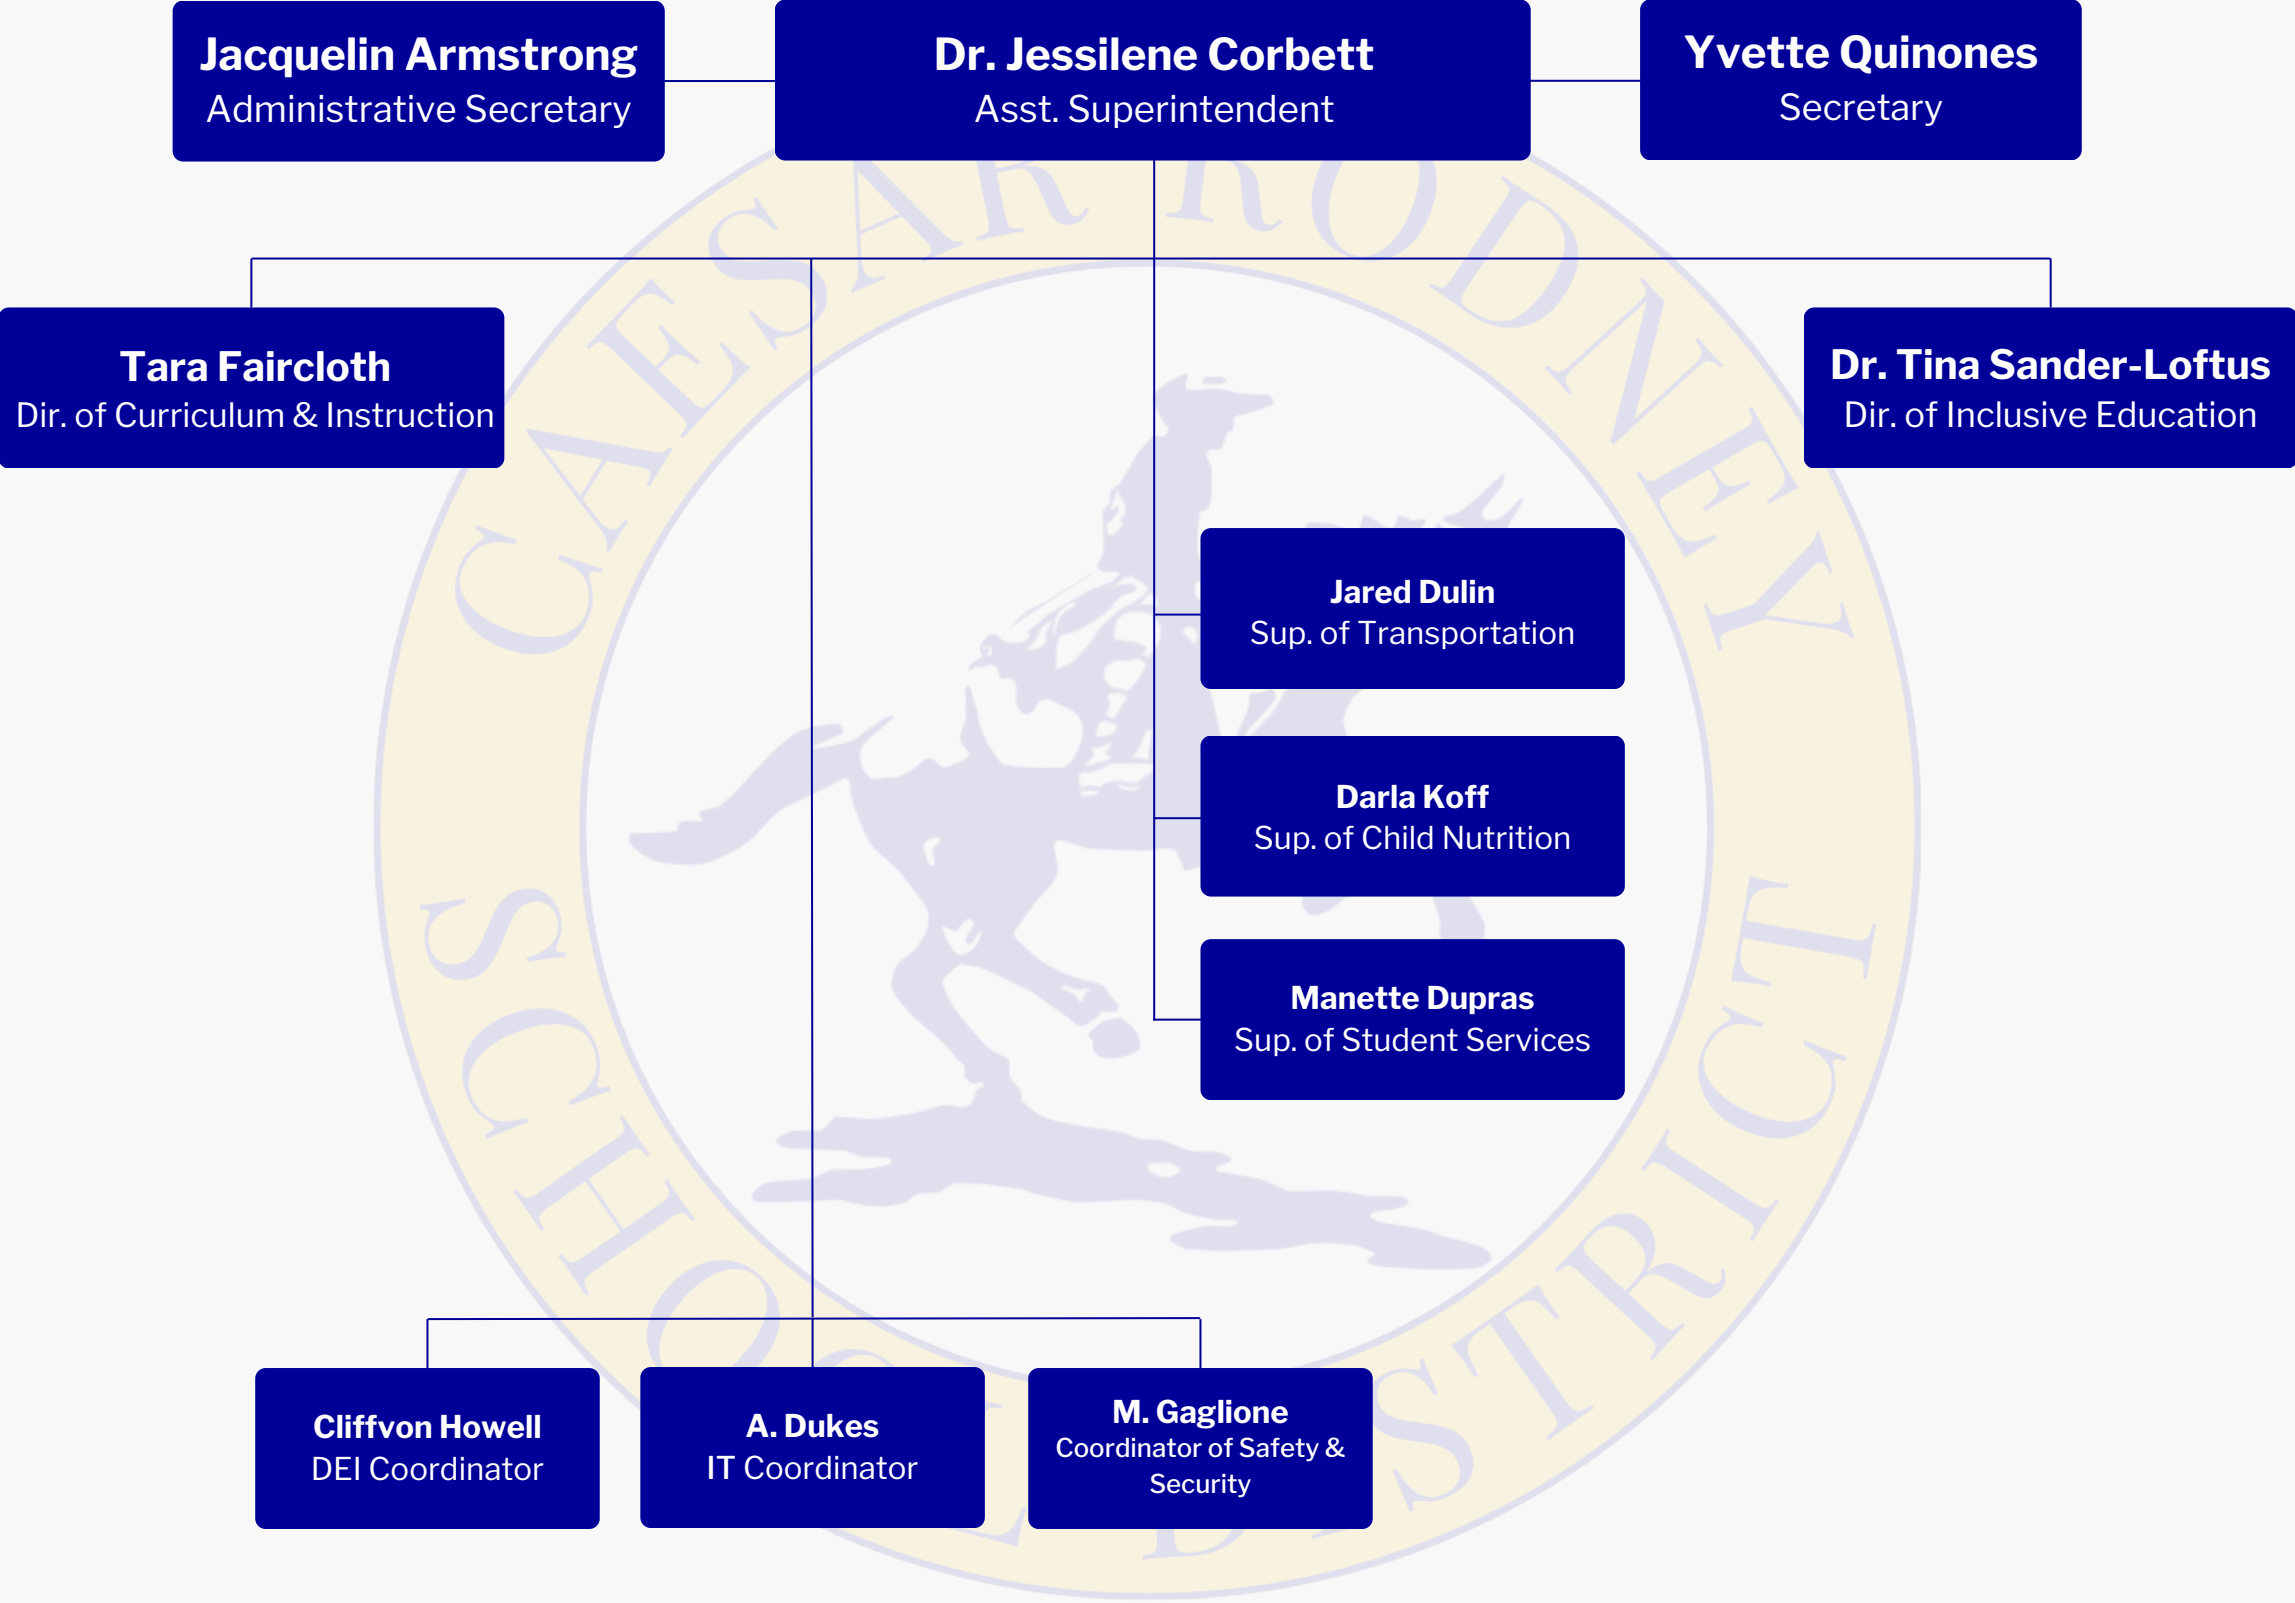 Jacquelin Armstrong
Administrative Secretary
Dr. Jessilene Corbett
Asst. Superintendent
Yvette Quinones
Secretary
Tara Faircloth
Dir. of Curriculum & Instruction
Dr. Tina Sander-Loftus
Dir. of Inclusive Education
Jared Dulin
Sup. of Transportation
Darla Koff
Sup. of Child Nutrition
Manette Dupras
Sup. of Student Services
Cliffvon Howell
DEI Coordinator
A. Dukes
IT Coordinator
M. Gaglione
Coordinator of Safety &
Security
CAESAR RODNEY